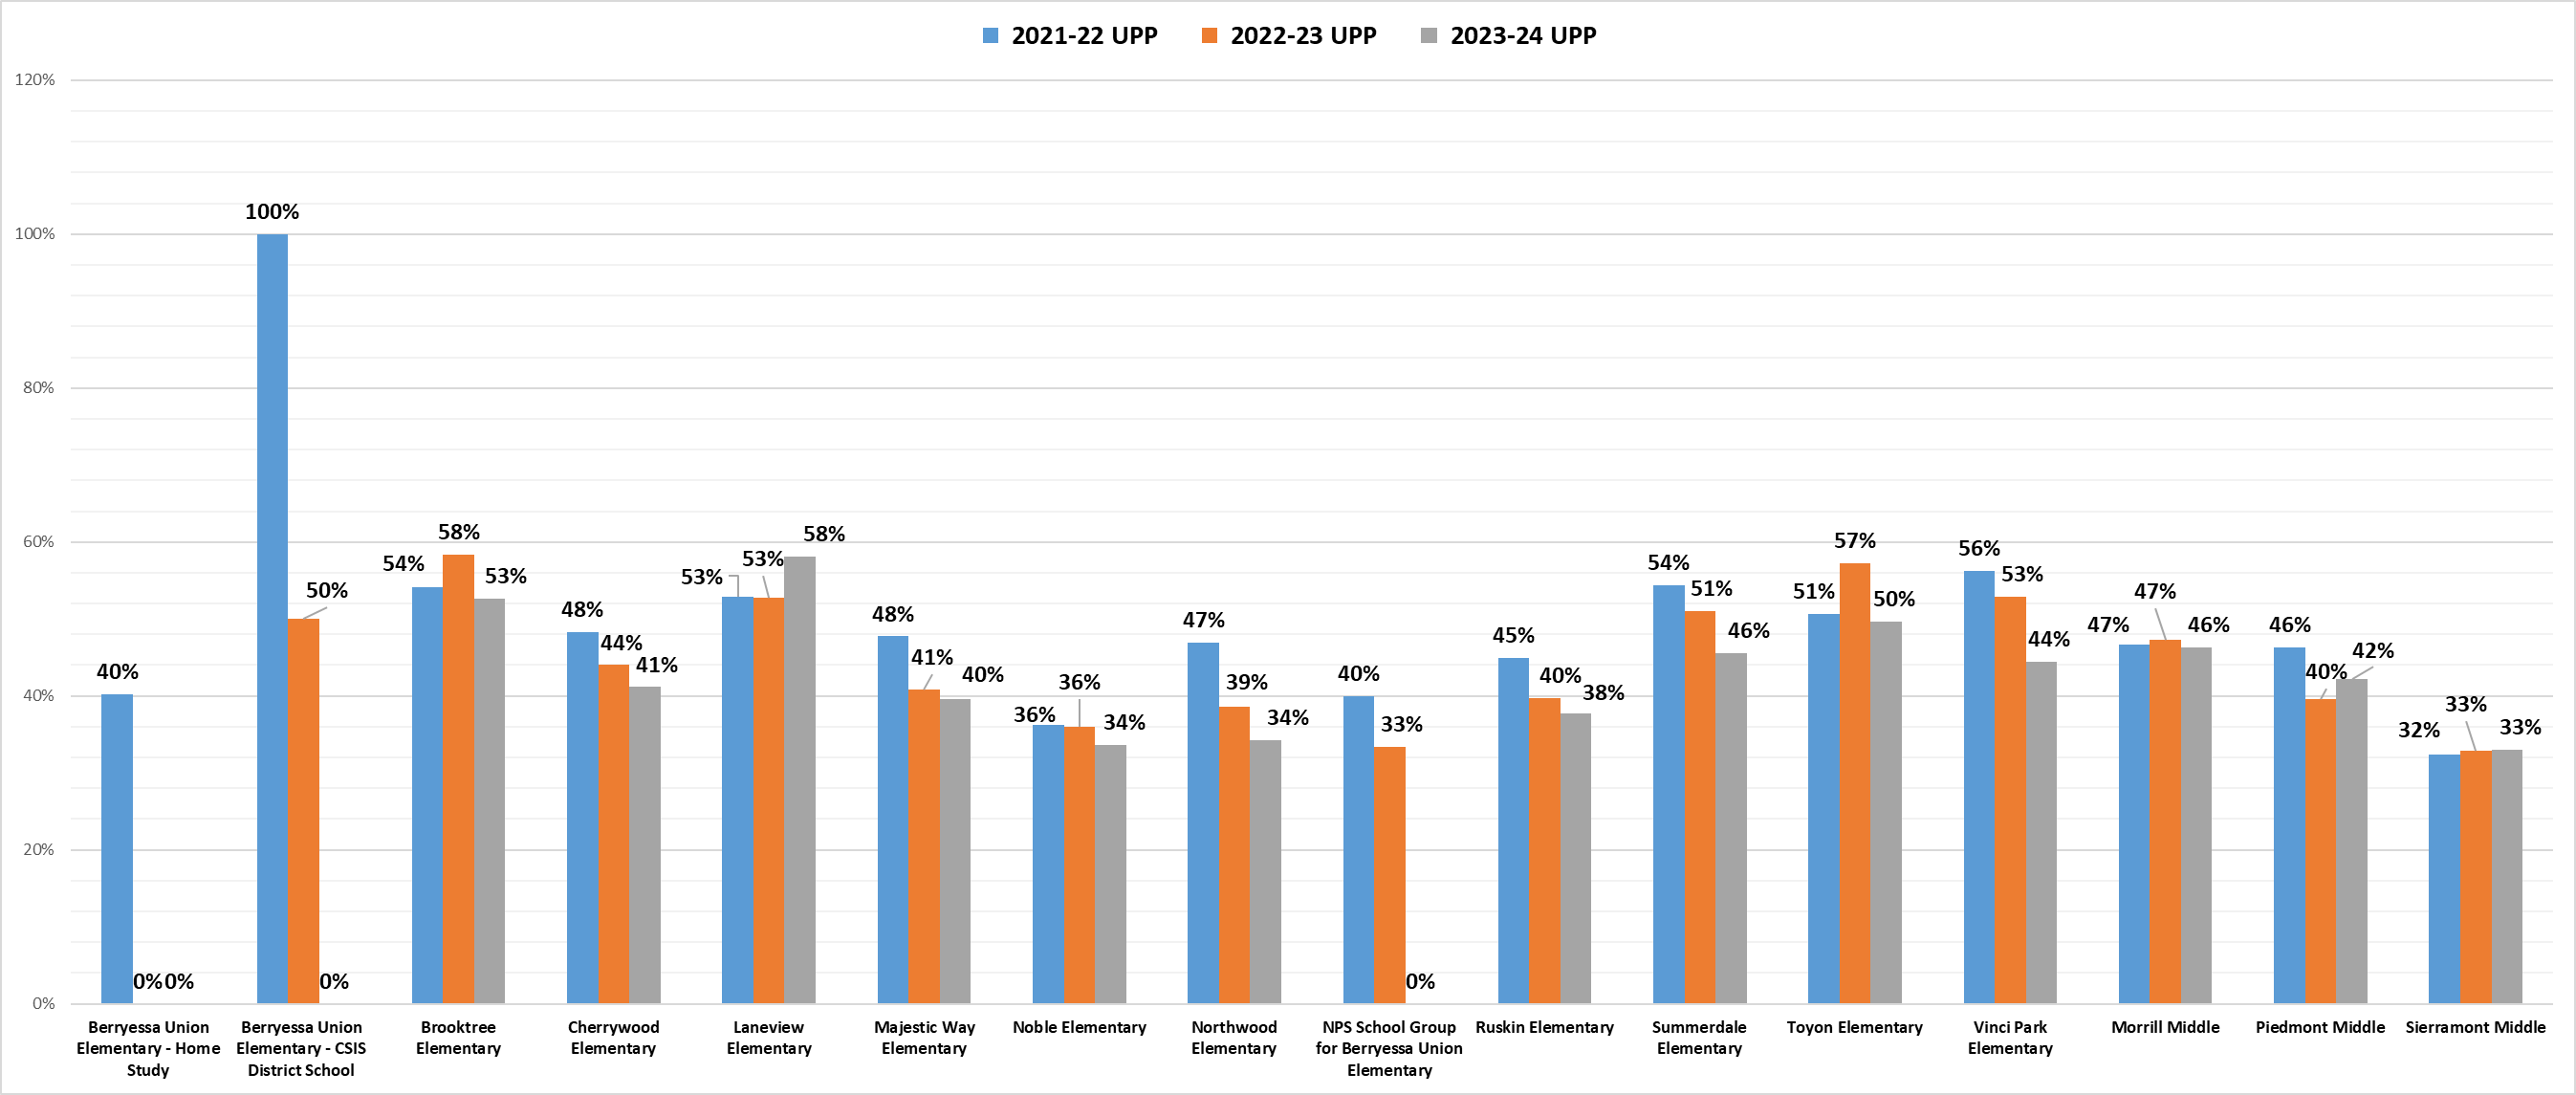 2021-22 UPP 2022-23 UPP 2023-24 UPP
120%
100%
80%
60%
40%
20%
0%
40% 0% 0%
100% 50% 0%
54% 58% 53%
48% 44% 41%
53% 53% 58%
48% 41% 40%
36% 36% 34%
47% 39% 34%
40% 33% 0%
45% 40% 38%
54% 51% 46%
51% 57% 50%
56% 53% 44%
47% 47% 46%
46% 40% 42%
32% 33% 33%
Berryessa Union
Elementary - Home
Study
Berryessa Union
Elementary - CSIS
District School
Brooktree
Elementary
Cherrywood
Elementary
Laneview
Elementary
Majestic Way
Elementary
Noble Elementary
Northwood
Elementary
NPS School Group
for Berryessa Union
Elementary
Ruskin Elementary
Summerdale
Elementary
Toyon Elementary
Vinci Park
Elementary
Morrill Middle
Piedmont Middle
Sierramont Middle